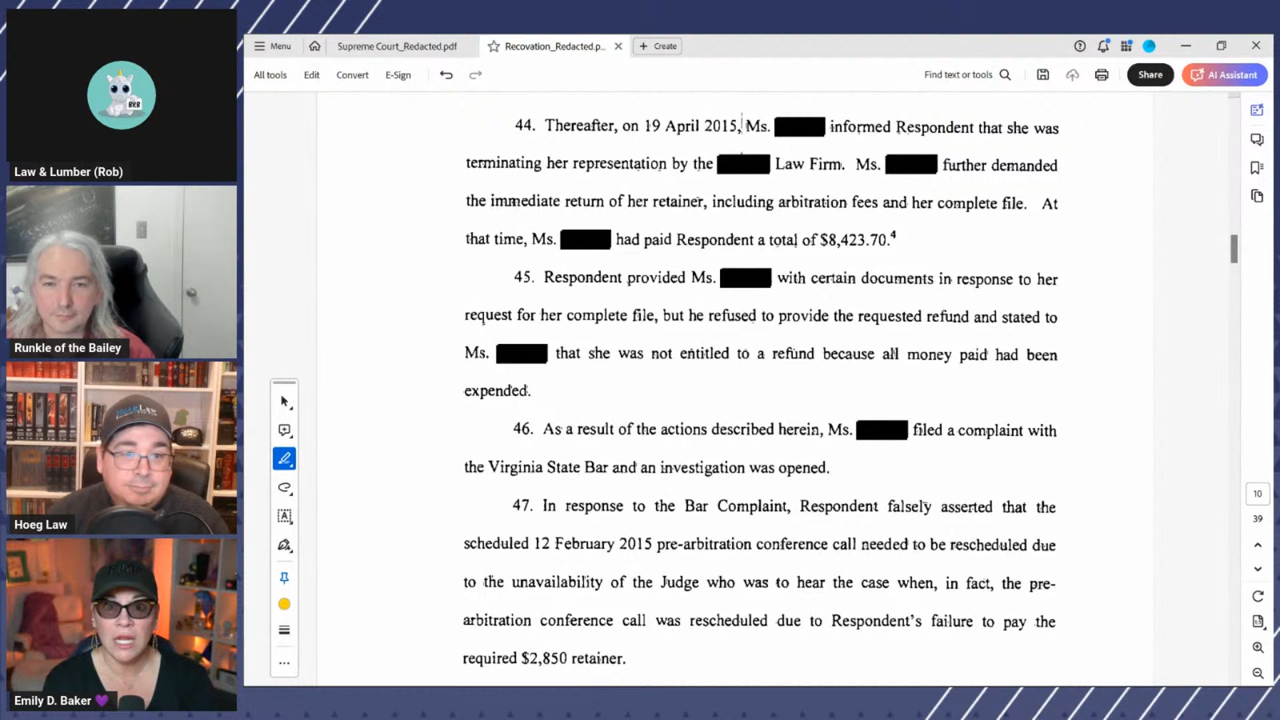 BRB
Law & Lumber (Rob)
Runkle of the Bailey
HOEG LAW
Hoeg Law
Emily D. Baker 💜
Menu
Supreme Court_Redacted.pdf
Recovation_Redacted.p...
Create
All tools
Edit
Convert
E-Sign
Find text or tools
Share
AI Assistant
44. Thereafter, on 19 April 2015, Ms. informed Respondent that she was
terminating her representation by the Law Firm. Ms. further demanded
the immediate return of her retainer, including arbitration fees and her complete file. At
that time, Ms. had paid Respondent a total of $8,423.70.⁴
45. Respondent provided Ms. with certain documents in response to her
request for her complete file, but he refused to provide the requested refund and stated to
Ms. that she was not entitled to a refund because all money paid had been
expended.
46. As a result of the actions described herein, Ms. filed a complaint with
the Virginia State Bar and an investigation was opened.
47. In response to the Bar Complaint, Respondent falsely asserted that the
scheduled 12 February 2015 pre-arbitration conference call needed to be rescheduled due
to the unavailability of the Judge who was to hear the case when, in fact, the pre-
arbitration conference call was rescheduled due to Respondent's failure to pay the
required $2,850 retainer.
10
39